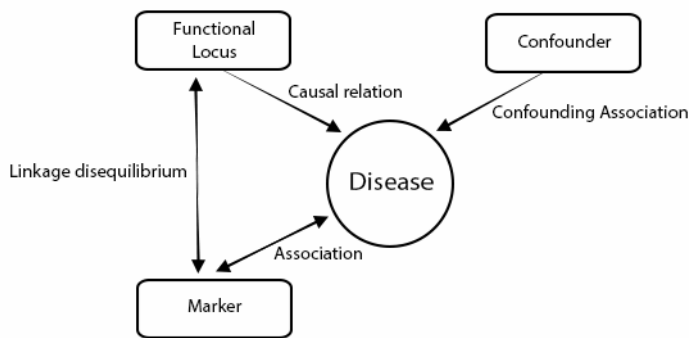 Functional
Locus
Confounder
Causal relation
Confounding Association
Linkage disequilibrium
Disease
Association
Marker